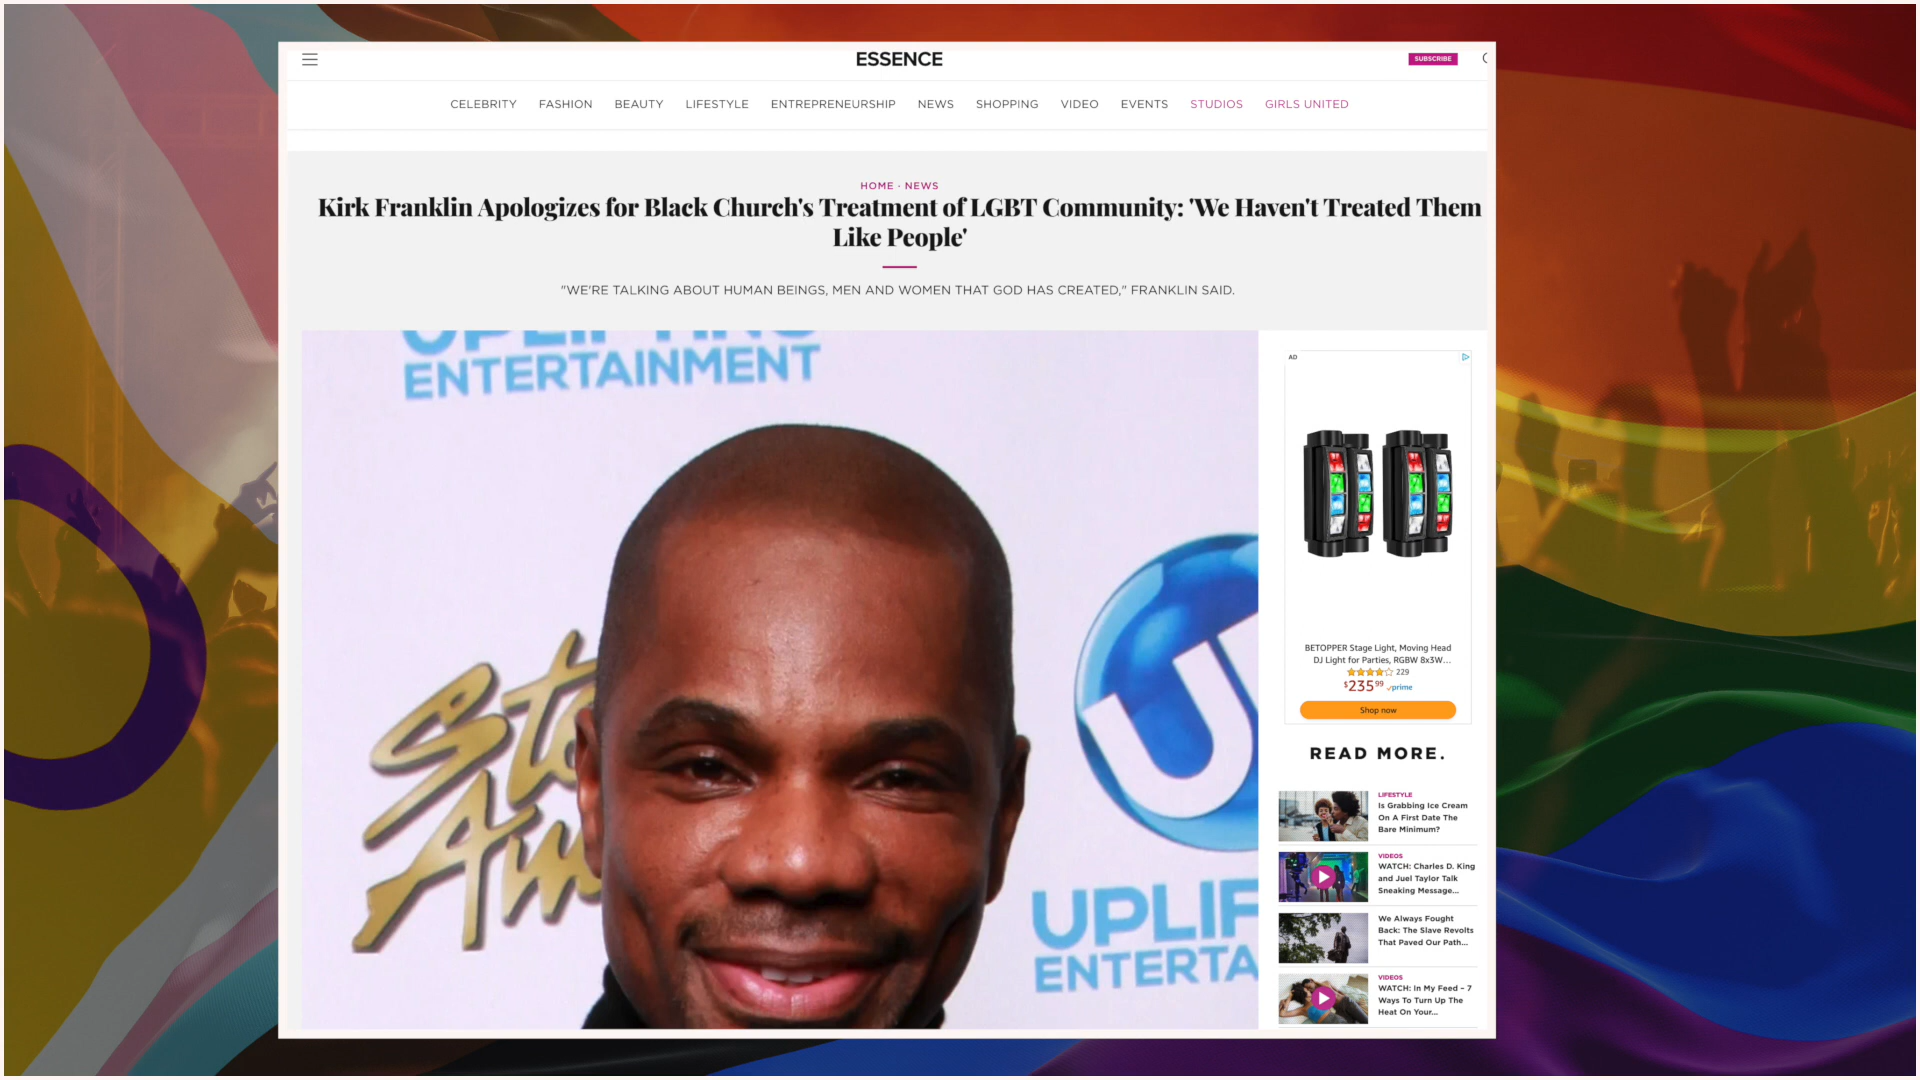 ESSENCE
SUBSCRIBE
CELEBRITY FASHION BEAUTY LIFESTYLE ENTREPRENEURSHIP NEWS SHOPPING VIDEO EVENTS STUDIOS GIRLS UNITED
HOME · NEWS
Kirk Franklin Apologizes for Black Church's Treatment of LGBT Community: 'We Haven't Treated Them
Like People'
"WE'RE TALKING ABOUT HUMAN BEINGS, MEN AND WOMEN THAT GOD HAS CREATED," FRANKLIN SAID.
UPLIFTING
ENTERTAINMENT
U
UPLIF
ENTERTA
AD
BETOPPER Stage Light, Moving Head
DJ Light for Parties, RGBW 8x3W...
229
$235.99 prime
Shop now
READ MORE.
LIFESTYLE
Is Grabbing Ice Cream
On A First Date The
Bare Minimum?
VIDEOS
WATCH: Charles D. King
and Juel Taylor Talk
Sneaking Message...
We Always Fought
Back: The Slave Revolts
That Paved Our Path...
VIDEOS
WATCH: In My Feed – 7
Ways To Turn Up The
Heat On Your...